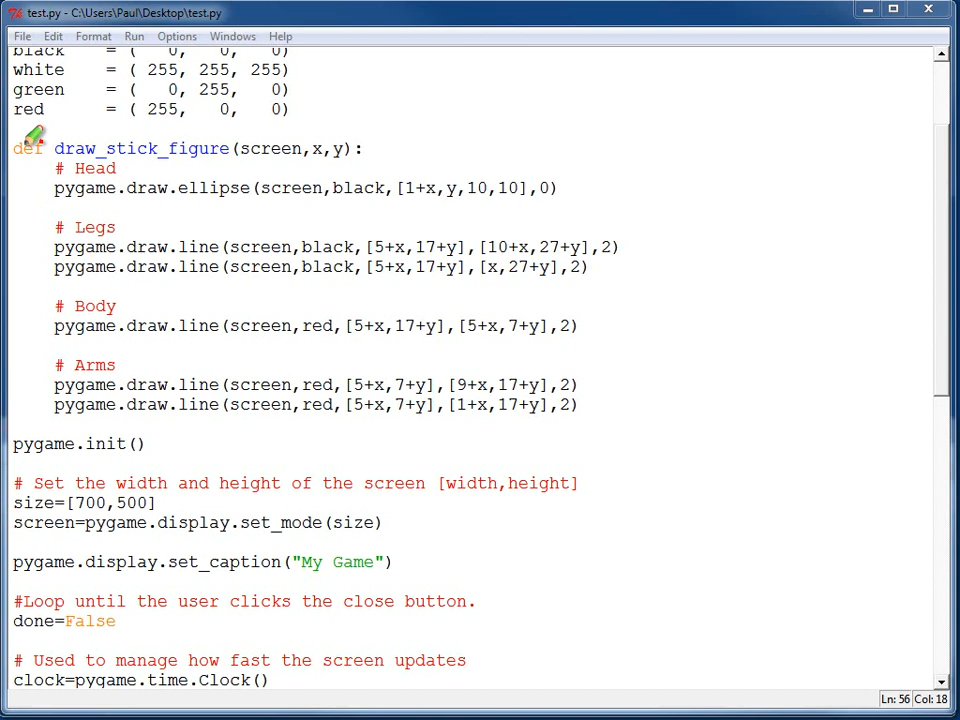 test.py - C:\Users\Paul\Desktop\test.py
File Edit Format Run Options Windows Help
black    = (   0,   0,   0)
white    = ( 255, 255, 255)
green    = (   0, 255,   0)
red      = ( 255,   0,   0)
def draw_stick_figure(screen,x,y):
    # Head
    pygame.draw.ellipse(screen,black,[1+x,y,10,10],0)
    # Legs
    pygame.draw.line(screen,black,[5+x,17+y],[10+x,27+y],2)
    pygame.draw.line(screen,black,[5+x,17+y],[x,27+y],2)
    # Body
    pygame.draw.line(screen,red,[5+x,17+y],[5+x,7+y],2)
    # Arms
    pygame.draw.line(screen,red,[5+x,7+y],[9+x,17+y],2)
    pygame.draw.line(screen,red,[5+x,7+y],[1+x,17+y],2)
pygame.init()
# Set the width and height of the screen [width,height]
size=[700,500]
screen=pygame.display.set_mode(size)
pygame.display.set_caption("My Game")
#Loop until the user clicks the close button.
done=False
# Used to manage how fast the screen updates
clock=pygame.time.Clock()
Ln: 56 Col: 18